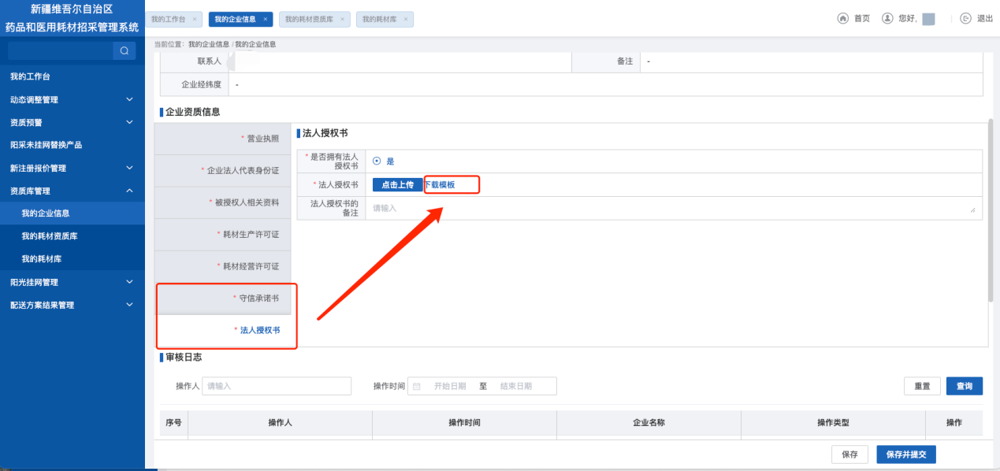 新疆维吾尔自治区
药品和医用耗材招采管理系统
我的工作台 ×
我的企业信息 ×
我的耗材资质库 ×
我的耗材库 ×
首页
您好,
退出
当前位置: 我的企业信息 / 我的企业信息
我的工作台
动态调整管理
资质预警
阳采未挂网替换产品
新注册报价管理
资质库管理
我的企业信息
我的耗材资质库
我的耗材库
阳光挂网管理
配送方案结果管理
联系人
备注 -
企业经纬度 -
企业资质信息
* 营业执照
* 企业法人代表身份证
* 被授权人相关资料
* 耗材生产许可证
* 耗材经营许可证
* 守信承诺书
* 法人授权书
法人授权书
* 是否拥有法人
授权书
是
* 法人授权书 点击上传 下载模板
法人授权书的
备注
请输入
审核日志
操作人 请输入 操作时间 开始日期 至 结束日期 重置 查询
序号 操作人 操作时间 企业名称 操作类型 操作
保存 保存并提交